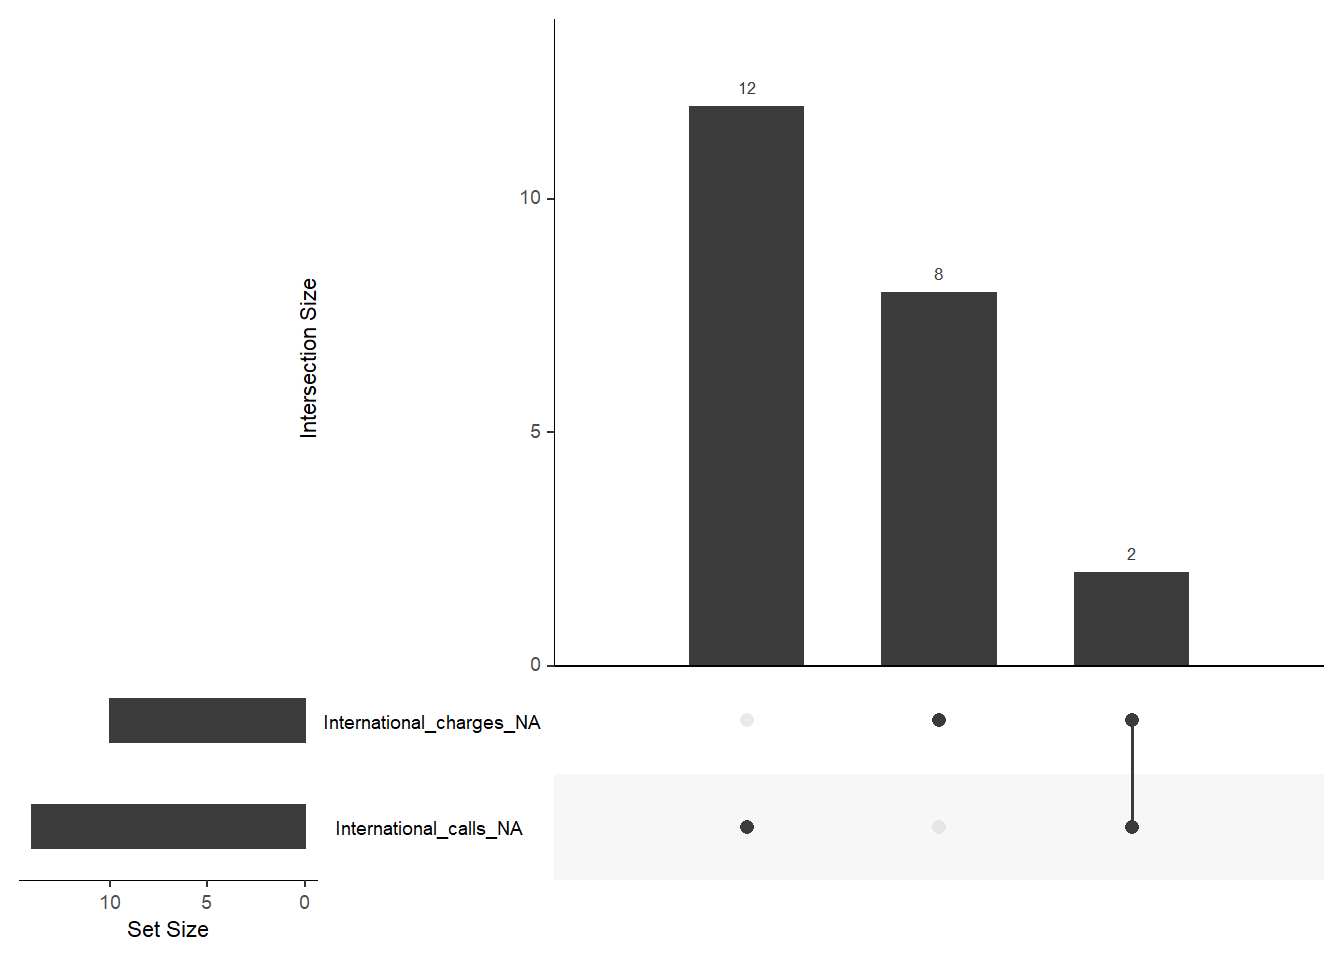 12
10
8
Intersection Size
5
2
0
International_charges_NA
International_calls_NA
10 5 0
Set Size